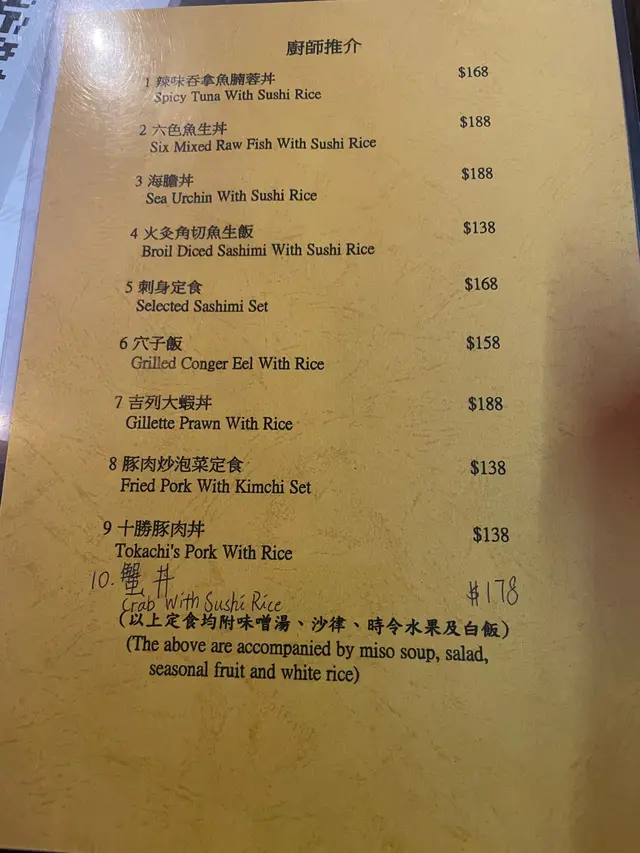 廚師推介
1 辣味吞拿魚腩蓉丼 $168
Spicy Tuna With Sushi Rice
2 六色魚生丼 $188
Six Mixed Raw Fish With Sushi Rice
3 海膽丼 $188
Sea Urchin With Sushi Rice
4 火灸角切魚生飯 $138
Broil Diced Sashimi With Sushi Rice
5 刺身定食 $168
Selected Sashimi Set
6 穴子飯 $158
Grilled Conger Eel With Rice
7 吉列大蝦丼 $188
Gillette Prawn With Rice
8 豚肉炒泡菜定食 $138
Fried Pork With Kimchi Set
9 十勝豚肉丼 $138
Tokachi's Pork With Rice
10. 蟹丼 $178
Crab With Sushi Rice
(以上定食均附味噌湯、沙律、時令水果及白飯)
(The above are accompanied by miso soup, salad,
seasonal fruit and white rice)